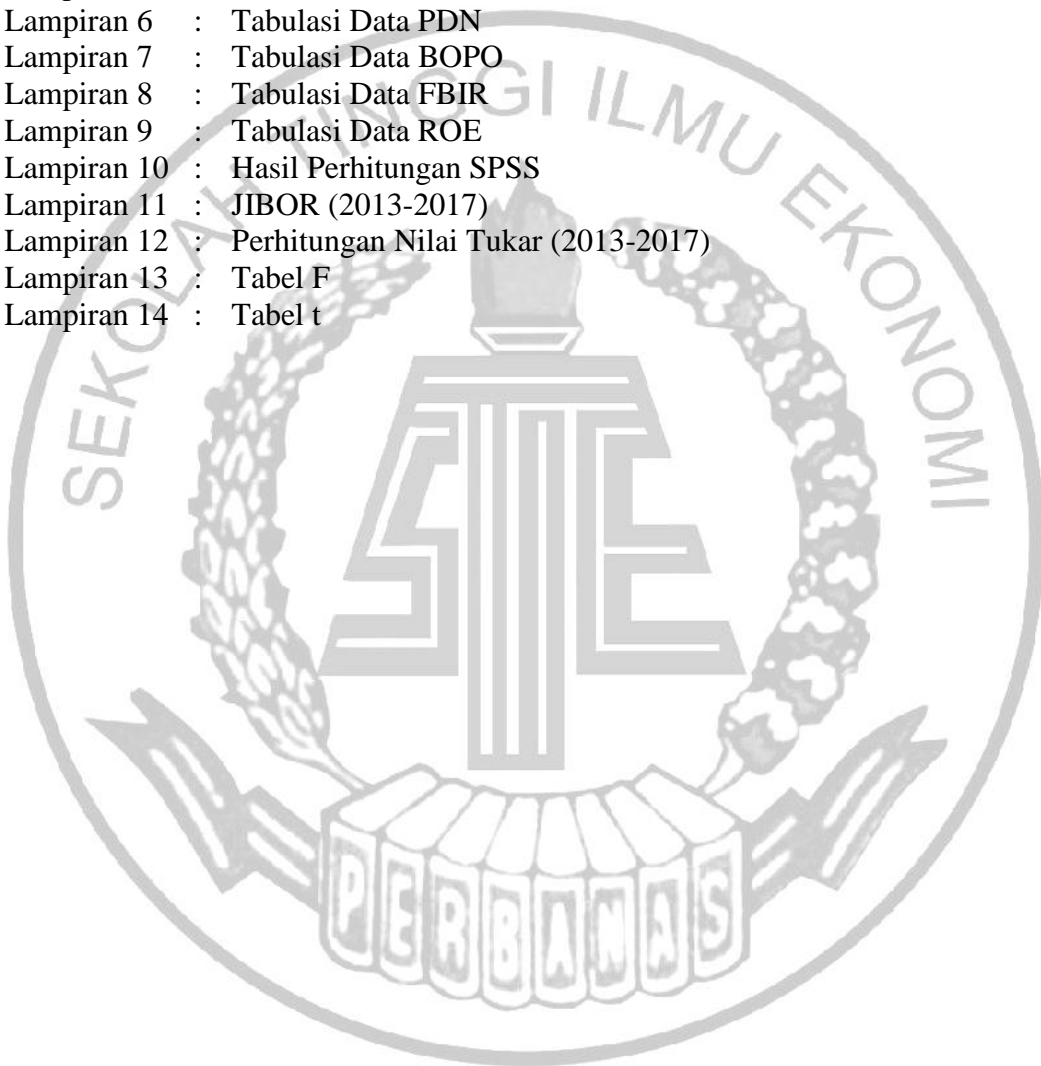 Lampiran 6 : Tabulasi Data PDN
Lampiran 7 : Tabulasi Data BOPO
Lampiran 8 : Tabulasi Data FBIR
Lampiran 9 : Tabulasi Data ROE
Lampiran 10 : Hasil Perhitungan SPSS
Lampiran 11 : JIBOR (2013-2017)
Lampiran 12 : Perhitungan Nilai Tukar (2013-2017)
Lampiran 13 : Tabel F
Lampiran 14 : Tabel t
SEKOLAH TINGGI ILMU EKONOMI
STIE
PERBANAS